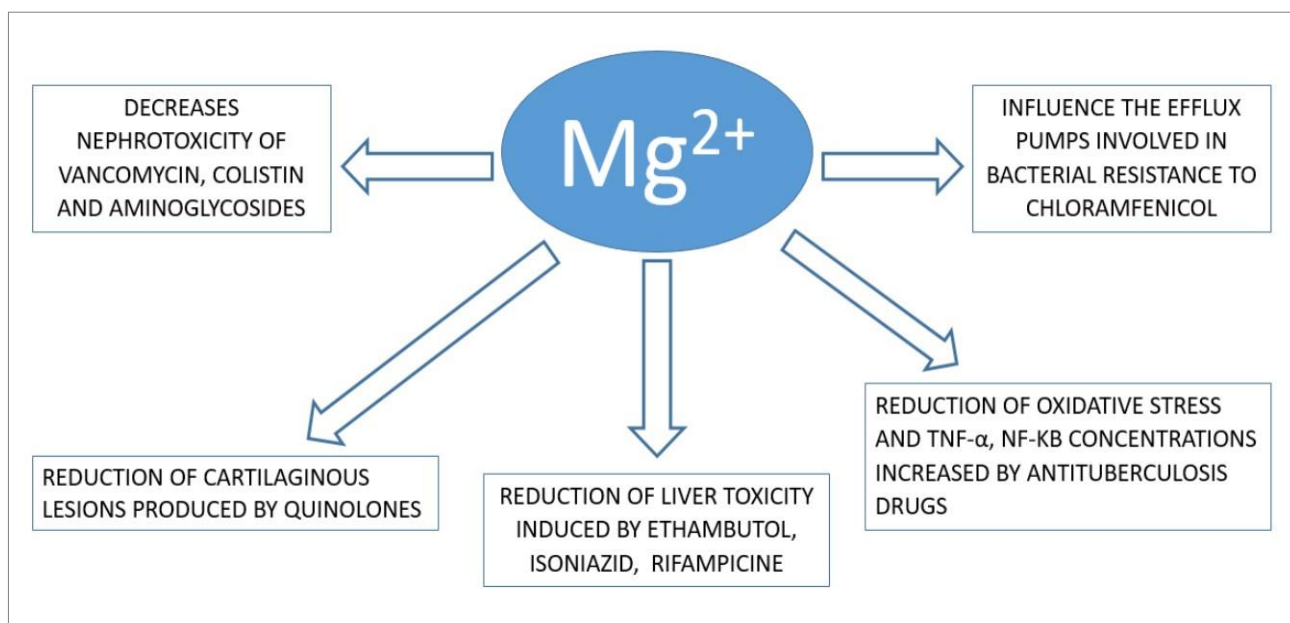 Mg²⁺
DECREASES
NEPHROTOXICITY OF
VANCOMYCIN, COLISTIN
AND AMINOGLYCOSIDES
INFLUENCE THE EFFLUX
PUMPS INVOLVED IN
BACTERIAL RESISTANCE TO
CHLORAMFENICOL
REDUCTION OF CARTILAGINOUS
LESIONS PRODUCED BY QUINOLONES
REDUCTION OF LIVER TOXICITY
INDUCED BY ETHAMBUTOL,
ISONIAZID, RIFAMPICINE
REDUCTION OF OXIDATIVE STRESS
AND TNF-α, NF-KB CONCENTRATIONS
INCREASED BY ANTITUBERCULOSIS
DRUGS